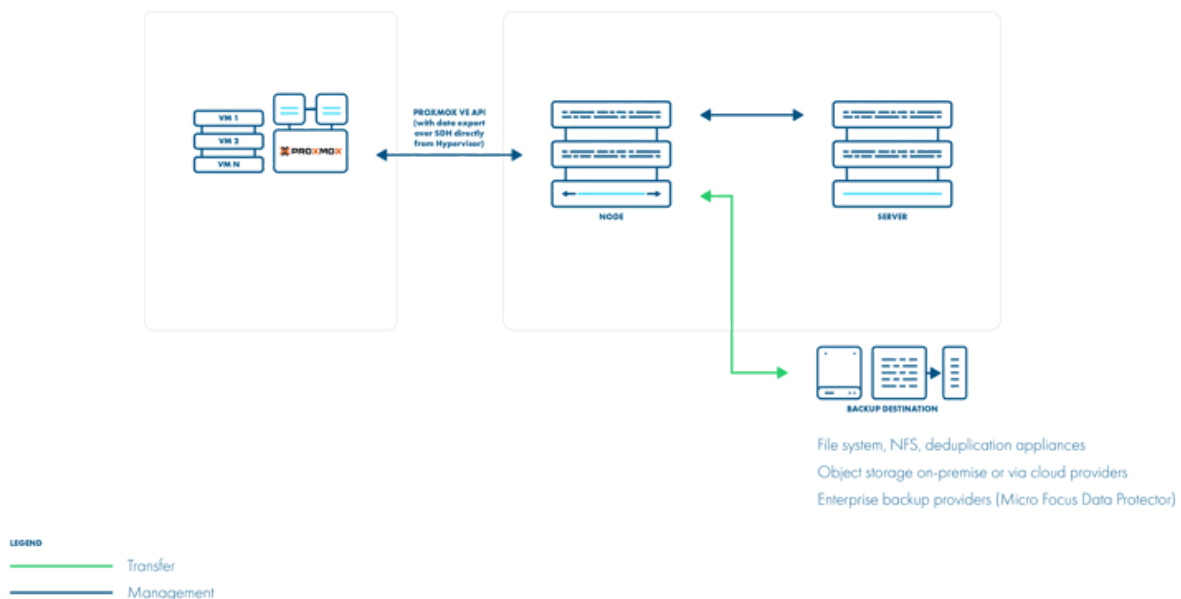 VM 1
VM 2
VM N
PROXMOX
PROXMOX VE API
(with data export
over SDH directly
from Hypervisor)
NODE
SERVER
BACKUP DESTINATION
File system, NFS, deduplication appliances
Object storage on-premise or via cloud providers
Enterprise backup providers (Micro Focus Data Protector)
LEGEND
Transfer
Management